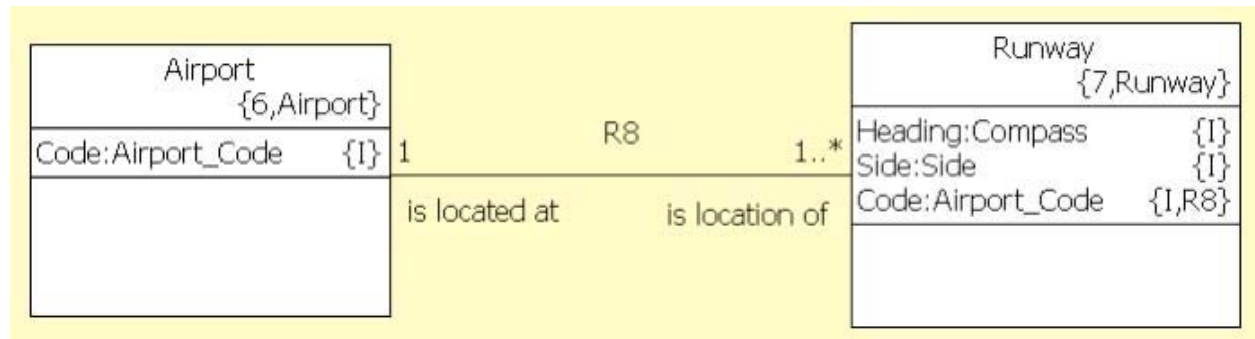 Airport
{6,Airport}
Code:Airport_Code {I}
R8
1
1..*
is located at
is location of
Runway
{7,Runway}
Heading:Compass {I}
Side:Side {I}
Code:Airport_Code {I,R8}